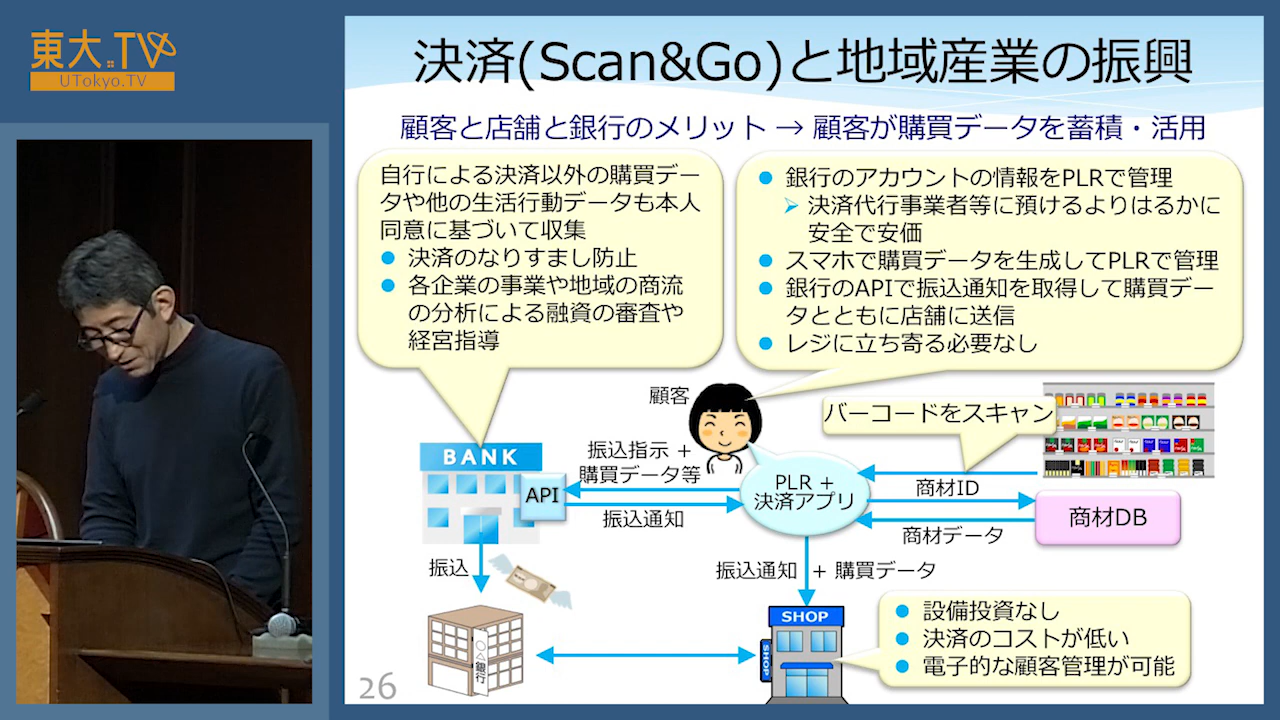 東大.TV
UTokyo.TV
決済(Scan&Go)と地域産業の振興
顧客と店舗と銀行のメリット → 顧客が購買データを蓄積・活用
自行による決済以外の購買デー
タや他の生活行動データも本人
同意に基づいて収集
● 決済のなりすまし防止
● 各企業の事業や地域の商流
の分析による融資の審査や
経営指導
● 銀行のアカウントの情報をPLRで管理
➢ 決済代行事業者等に預けるよりはるかに
安全で安価
● スマホで購買データを生成してPLRで管理
● 銀行のAPIで振込通知を取得して購買デー
タとともに店舗に送信
● レジに立ち寄る必要なし
顧客
バーコードをスキャン
BANK
API
振込指示 +
購買データ等
振込通知
PLR +
決済アプリ
商材ID
商材DB
商材データ
振込
振込通知 + 購買データ
○△銀行
SHOP
SHOP
● 設備投資なし
● 決済のコストが低い
● 電子的な顧客管理が可能
26